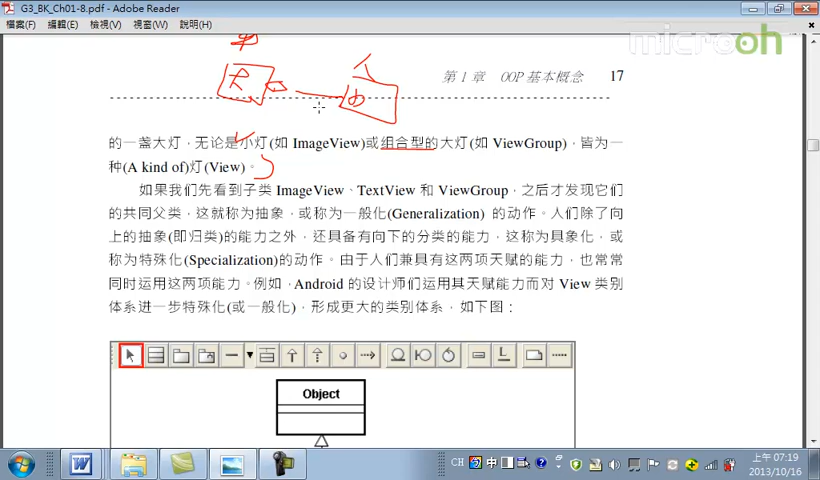 G3_BK_Ch01-8.pdf - Adobe Reader
檔案(F) 編輯(E) 檢視(V) 視窗(W) 說明(H)
microoh
第 1 章 OOP 基本概念 17
的一盏大灯，无论是小灯(如 ImageView)或组合型的大灯(如 ViewGroup)，皆为一
种(A kind of)灯(View)。
如果我们先看到子类 ImageView、TextView 和 ViewGroup，之后才发现它们
的共同父类，这就称为抽象，或称为一般化(Generalization) 的动作。人们除了向
上的抽象(即归类)的能力之外，还具备有向下的分类的能力，这称为具象化，或
称为特殊化(Specialization)的动作。由于人们兼具有这两项天赋的能力，也常常
同时运用这两项能力。例如，Android 的设计师们运用其天赋能力而对 View 类别
体系进一步特殊化(或一般化)，形成更大的类别体系，如下图：
Object
CH 中
上午 07:19
2013/10/16